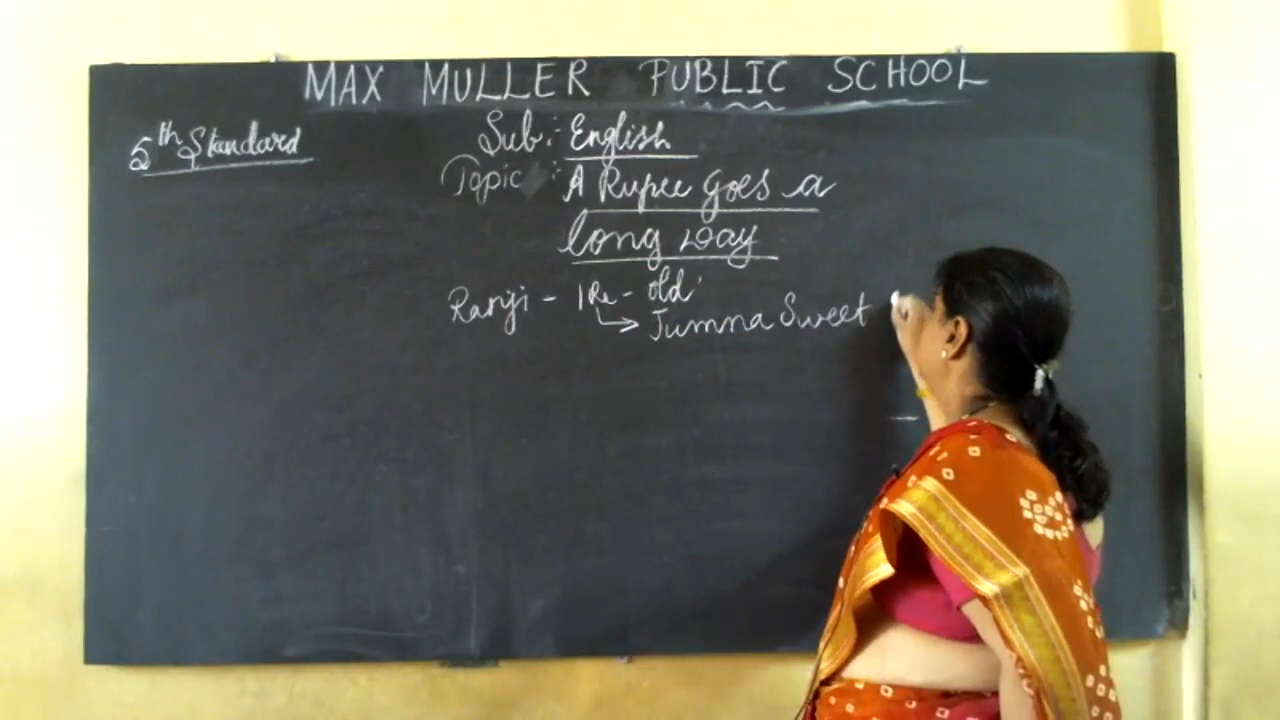 MAX MULLER PUBLIC SCHOOL
5th Standard
Sub: English
Topic: A Rupee Goes a
long way
Ranji - 1Re - old
Jumna Sweet